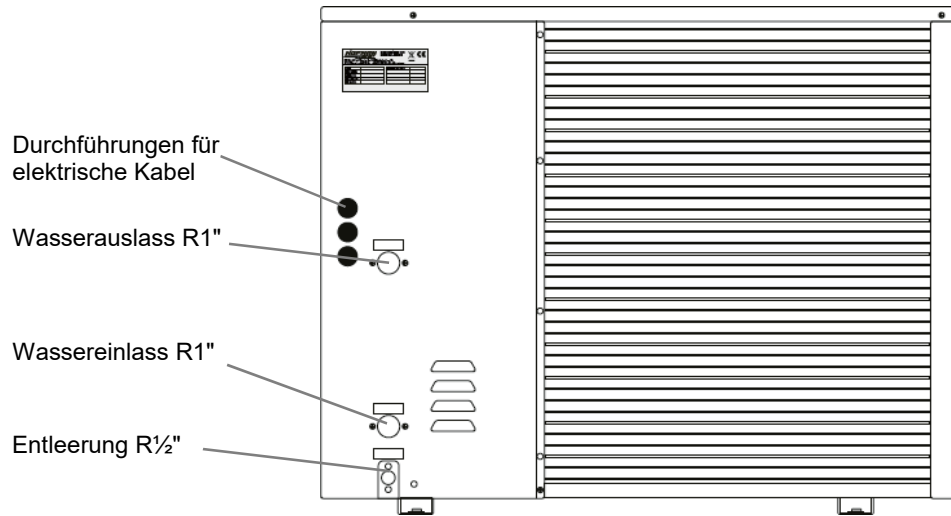 Durchführungen für
elektrische Kabel
Wasserauslass R1"
Wassereinlass R1"
Entleerung R½"